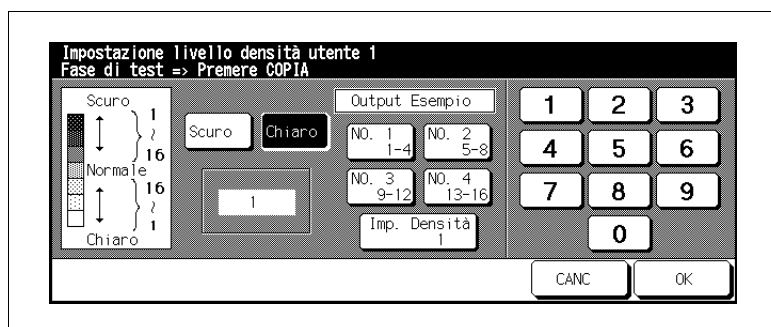 Impostazione livello densità utente 1
Fase di test => Premere COPIA
Scuro
1
~
16
Normale
16
~
1
Chiaro
Scuro
Chiaro
1
Output Esempio
NO. 1
1-4
NO. 2
5-8
NO. 3
9-12
NO. 4
13-16
Imp. Densità
1
1 2 3
4 5 6
7 8 9
0
CANC
OK